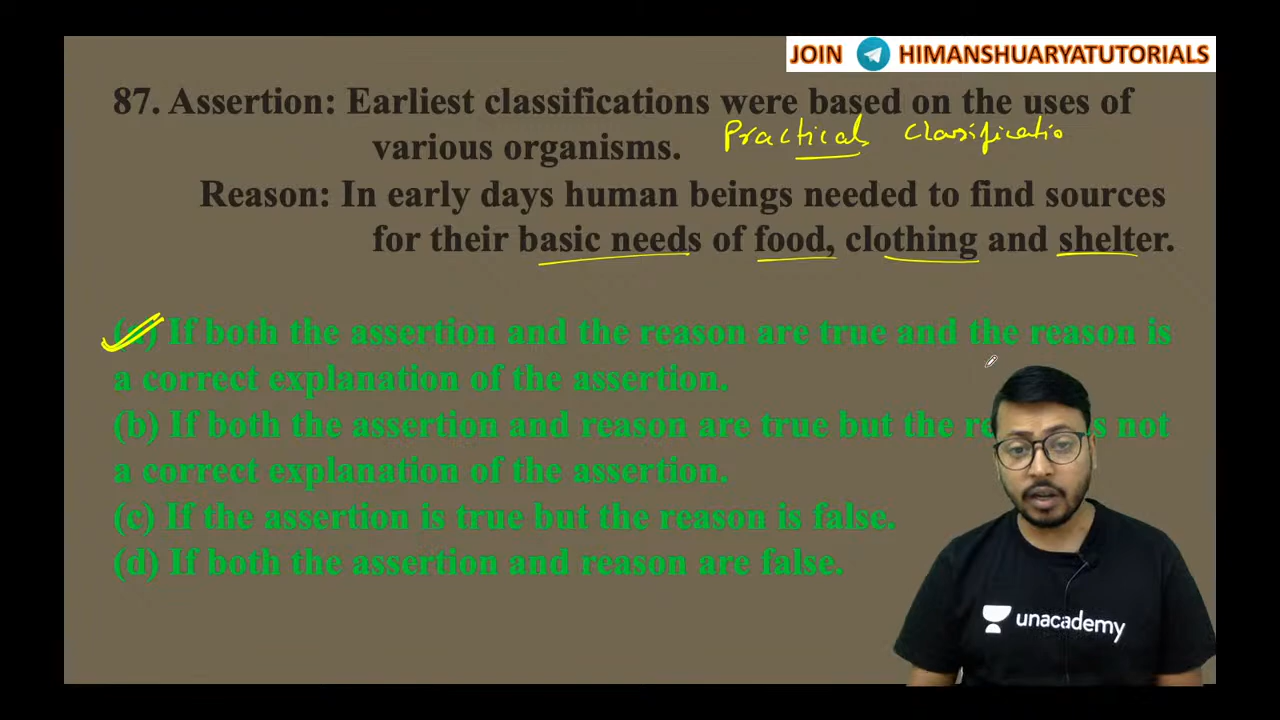 JOIN HIMANSHUARYATUTORIALS
87. Assertion: Earliest classifications were based on the uses of
various organisms.
Practical Classificatio
Reason: In early days human beings needed to find sources
for their basic needs of food, clothing and shelter.
(a) If both the assertion and the reason are true and the reason is
a correct explanation of the assertion.
(b) If both the assertion and reason are true but the not
a correct explanation of the assertion.
(c) If the assertion is true but the reason is false.
(d) If both the assertion and reason are false.
unacademy